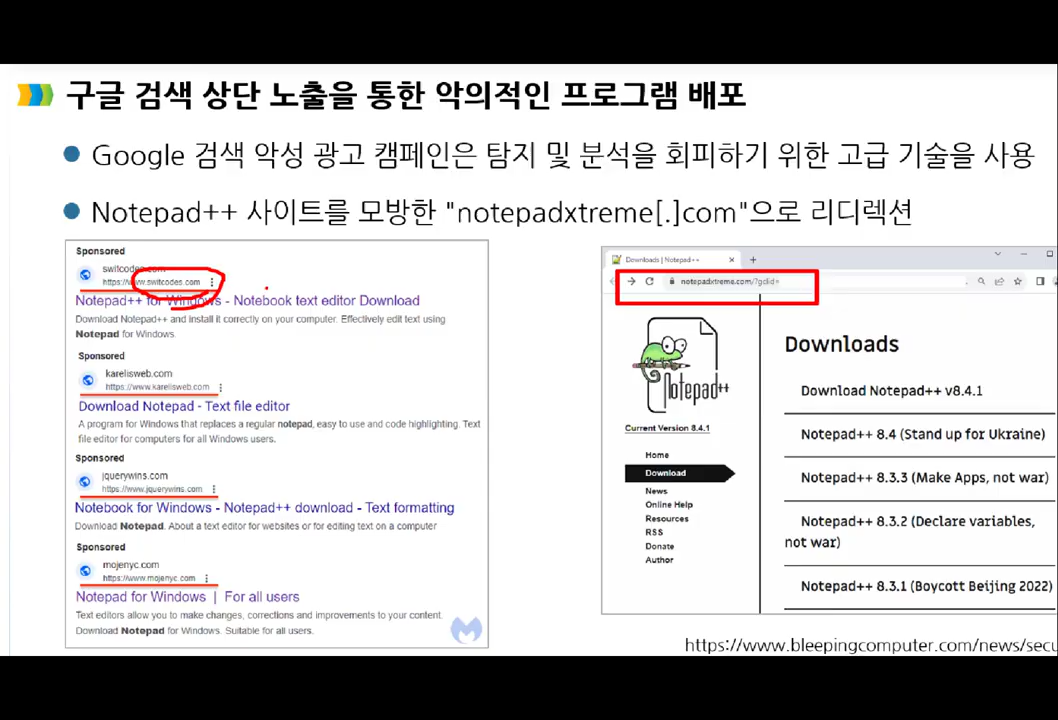 구글 검색 상단 노출을 통한 악의적인 프로그램 배포
Google 검색 악성 광고 캠페인은 탐지 및 분석을 회피하기 위한 고급 기술을 사용
Notepad++ 사이트를 모방한 "notepadxtreme[.]com"으로 리디렉션
Sponsored
switcodes.com
https://www.switcodes.com
Notepad++ for Windows - Notebook text editor Download
Download Notepad++ and install it correctly on your computer. Effectively edit text using
Notepad for Windows.
Sponsored
karelisweb.com
https://www.karelisweb.com
Download Notepad - Text file editor
A program for Windows that replaces a regular notepad, easy to use and code highlighting. Text
file editor for computers for all Windows users.
Sponsored
jquerywins.com
https://www.jquerywins.com
Notebook for Windows - Notepad++ download - Text formatting
Download Notepad. About a text editor for websites or for editing text on a computer
Sponsored
mojenyc.com
https://www.mojenyc.com
Notepad for Windows | For all users
Text editors allow you to make changes, corrections and improvements to your content.
Download Notepad for Windows. Suitable for all users.
Downloads | Notepad++
notepadxtreme.com/?gclid=
Notepad++
Current Version 8.4.1
Home
Download
News
Online Help
Resources
RSS
Donate
Author
Downloads
Download Notepad++ v8.4.1
Notepad++ 8.4 (Stand up for Ukraine)
Notepad++ 8.3.3 (Make Apps, not war)
Notepad++ 8.3.2 (Declare variables,
not war)
Notepad++ 8.3.1 (Boycott Beijing 2022)
https://www.bleepingcomputer.com/news/secu